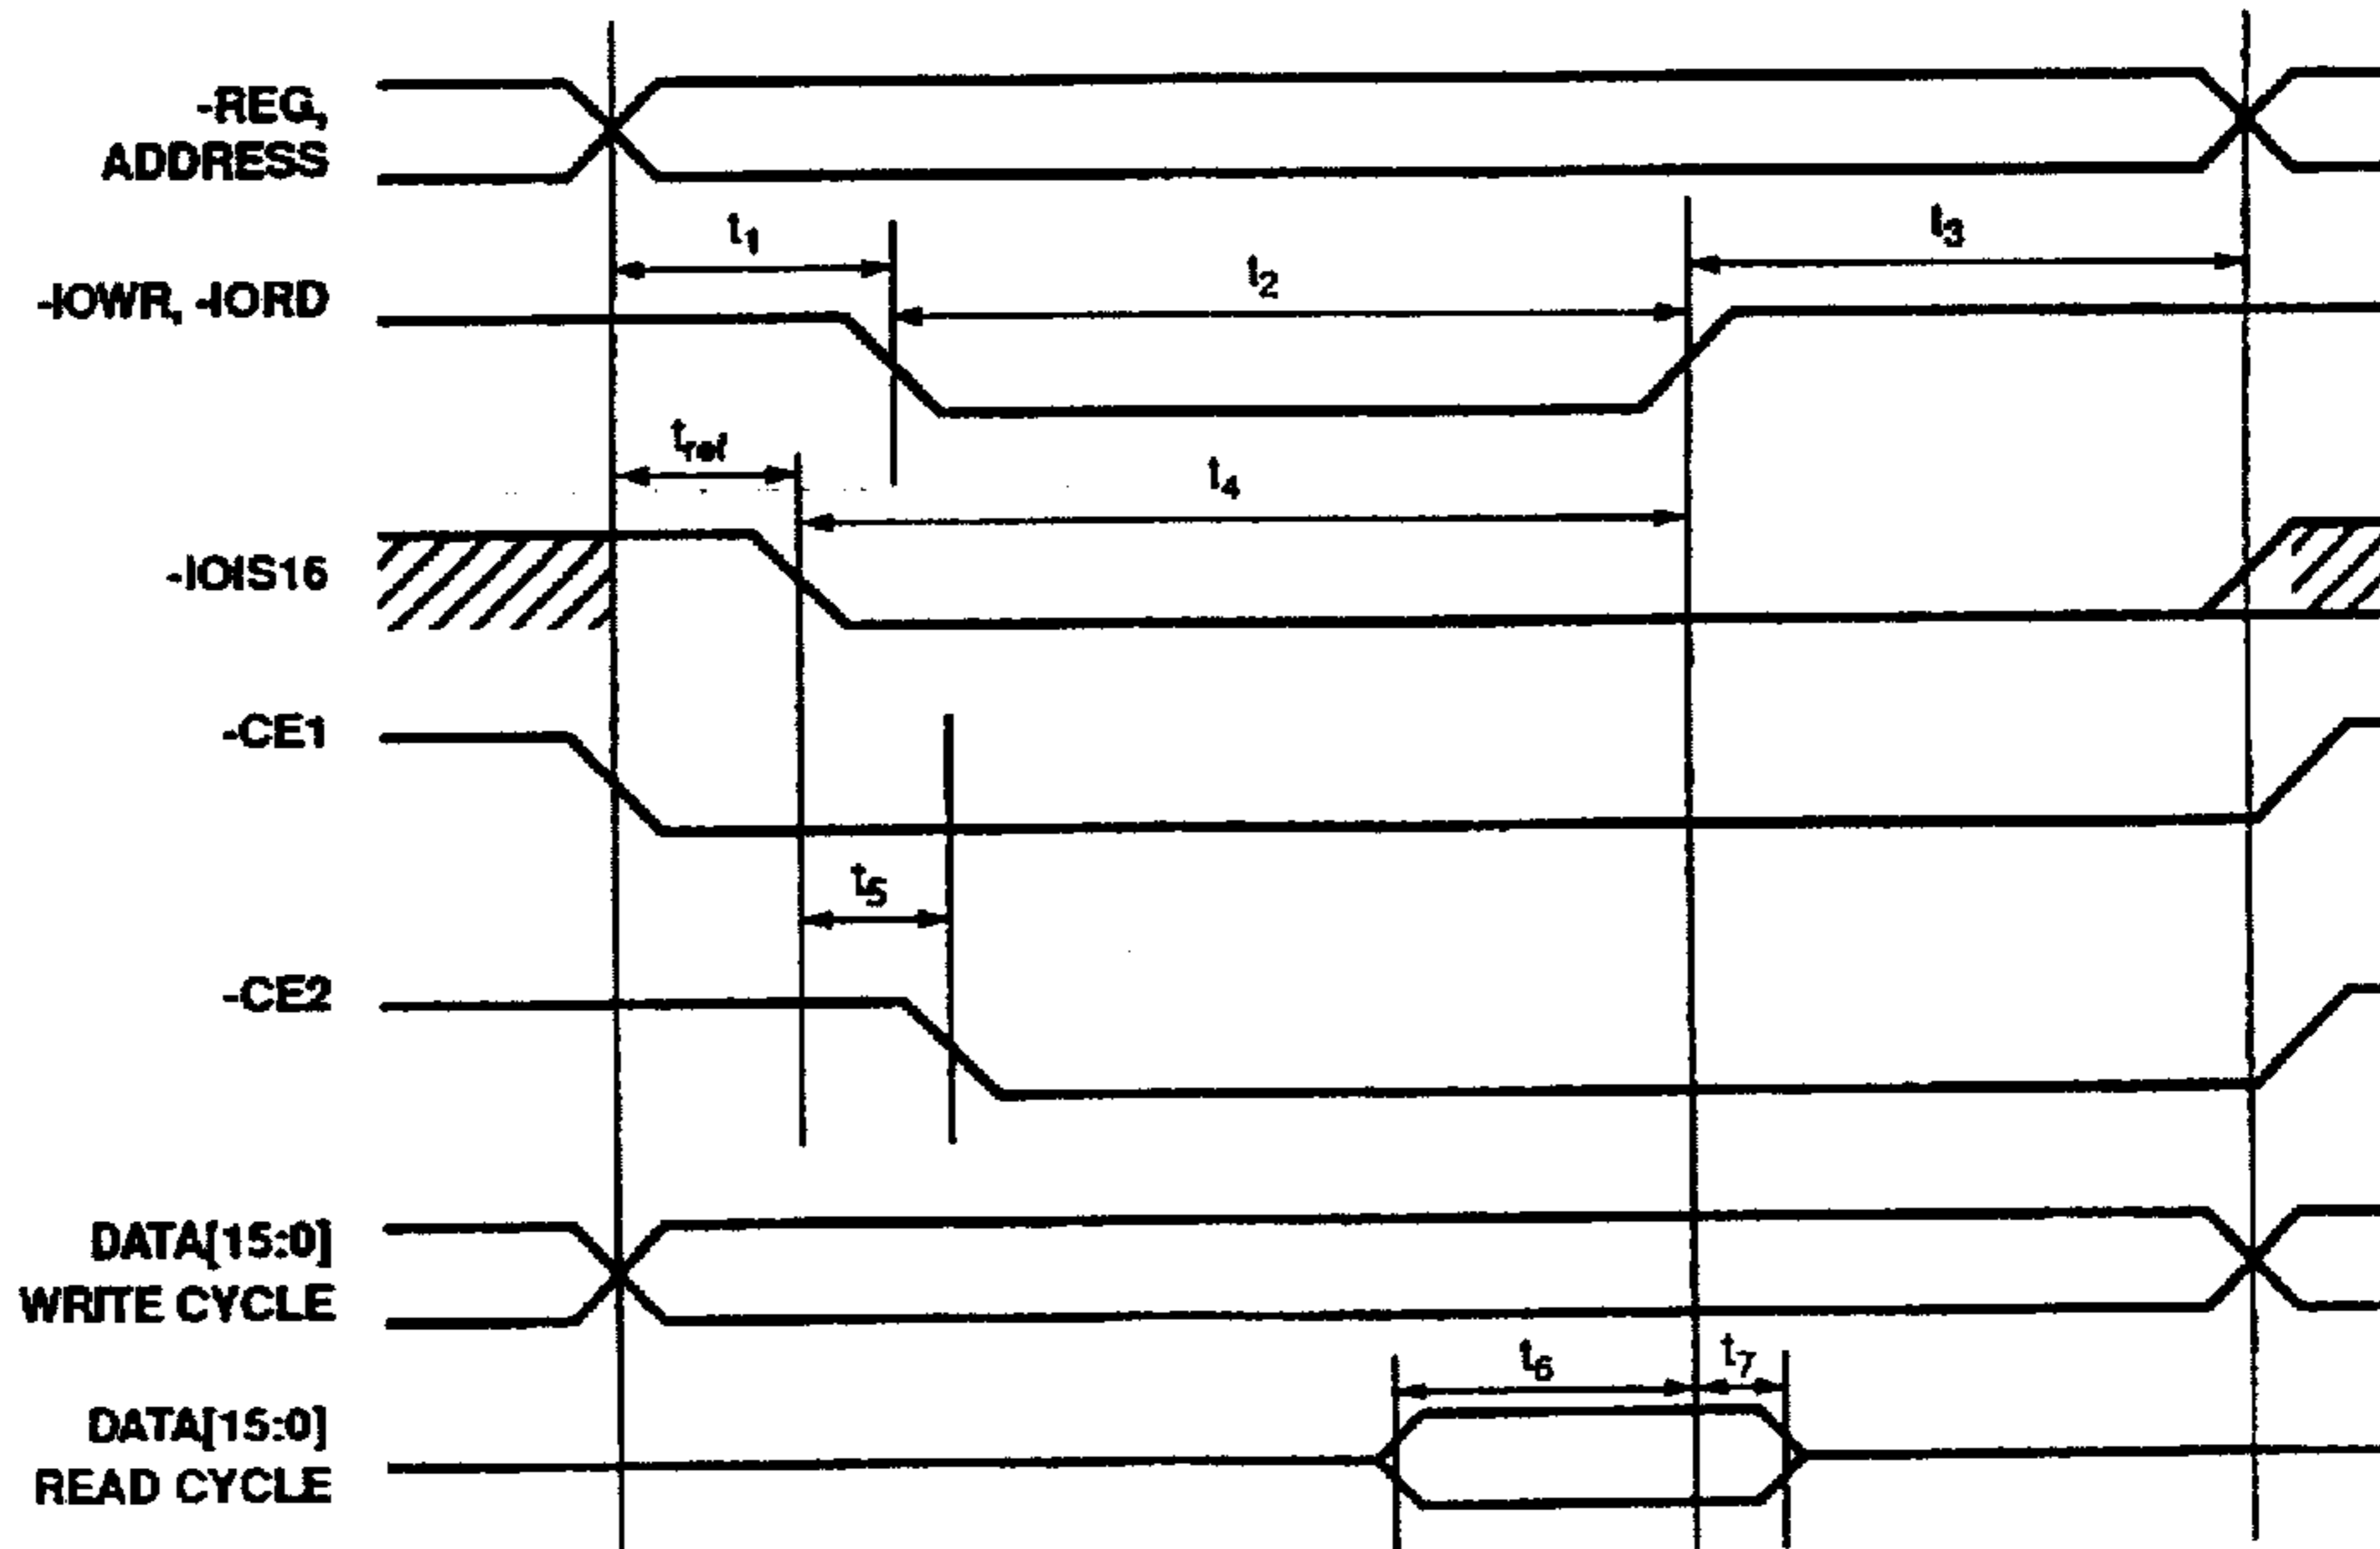 -REG,
ADDRESS
t1
t2
t3
-IOWR, -IORD
tref
t4
-IOIS16
-CE1
t5
-CE2
DATA[15:0]
WRITE CYCLE
t6
t7
DATA[15:0]
READ CYCLE